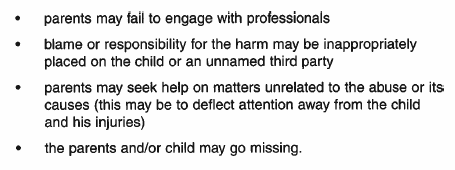 • parents may fail to engage with professionals
• blame or responsibility for the harm may be inappropriately
placed on the child or an unnamed third party
• parents may seek help on matters unrelated to the abuse or its
causes (this may be to deflect attention away from the child
and his injuries)
• the parents and/or child may go missing.